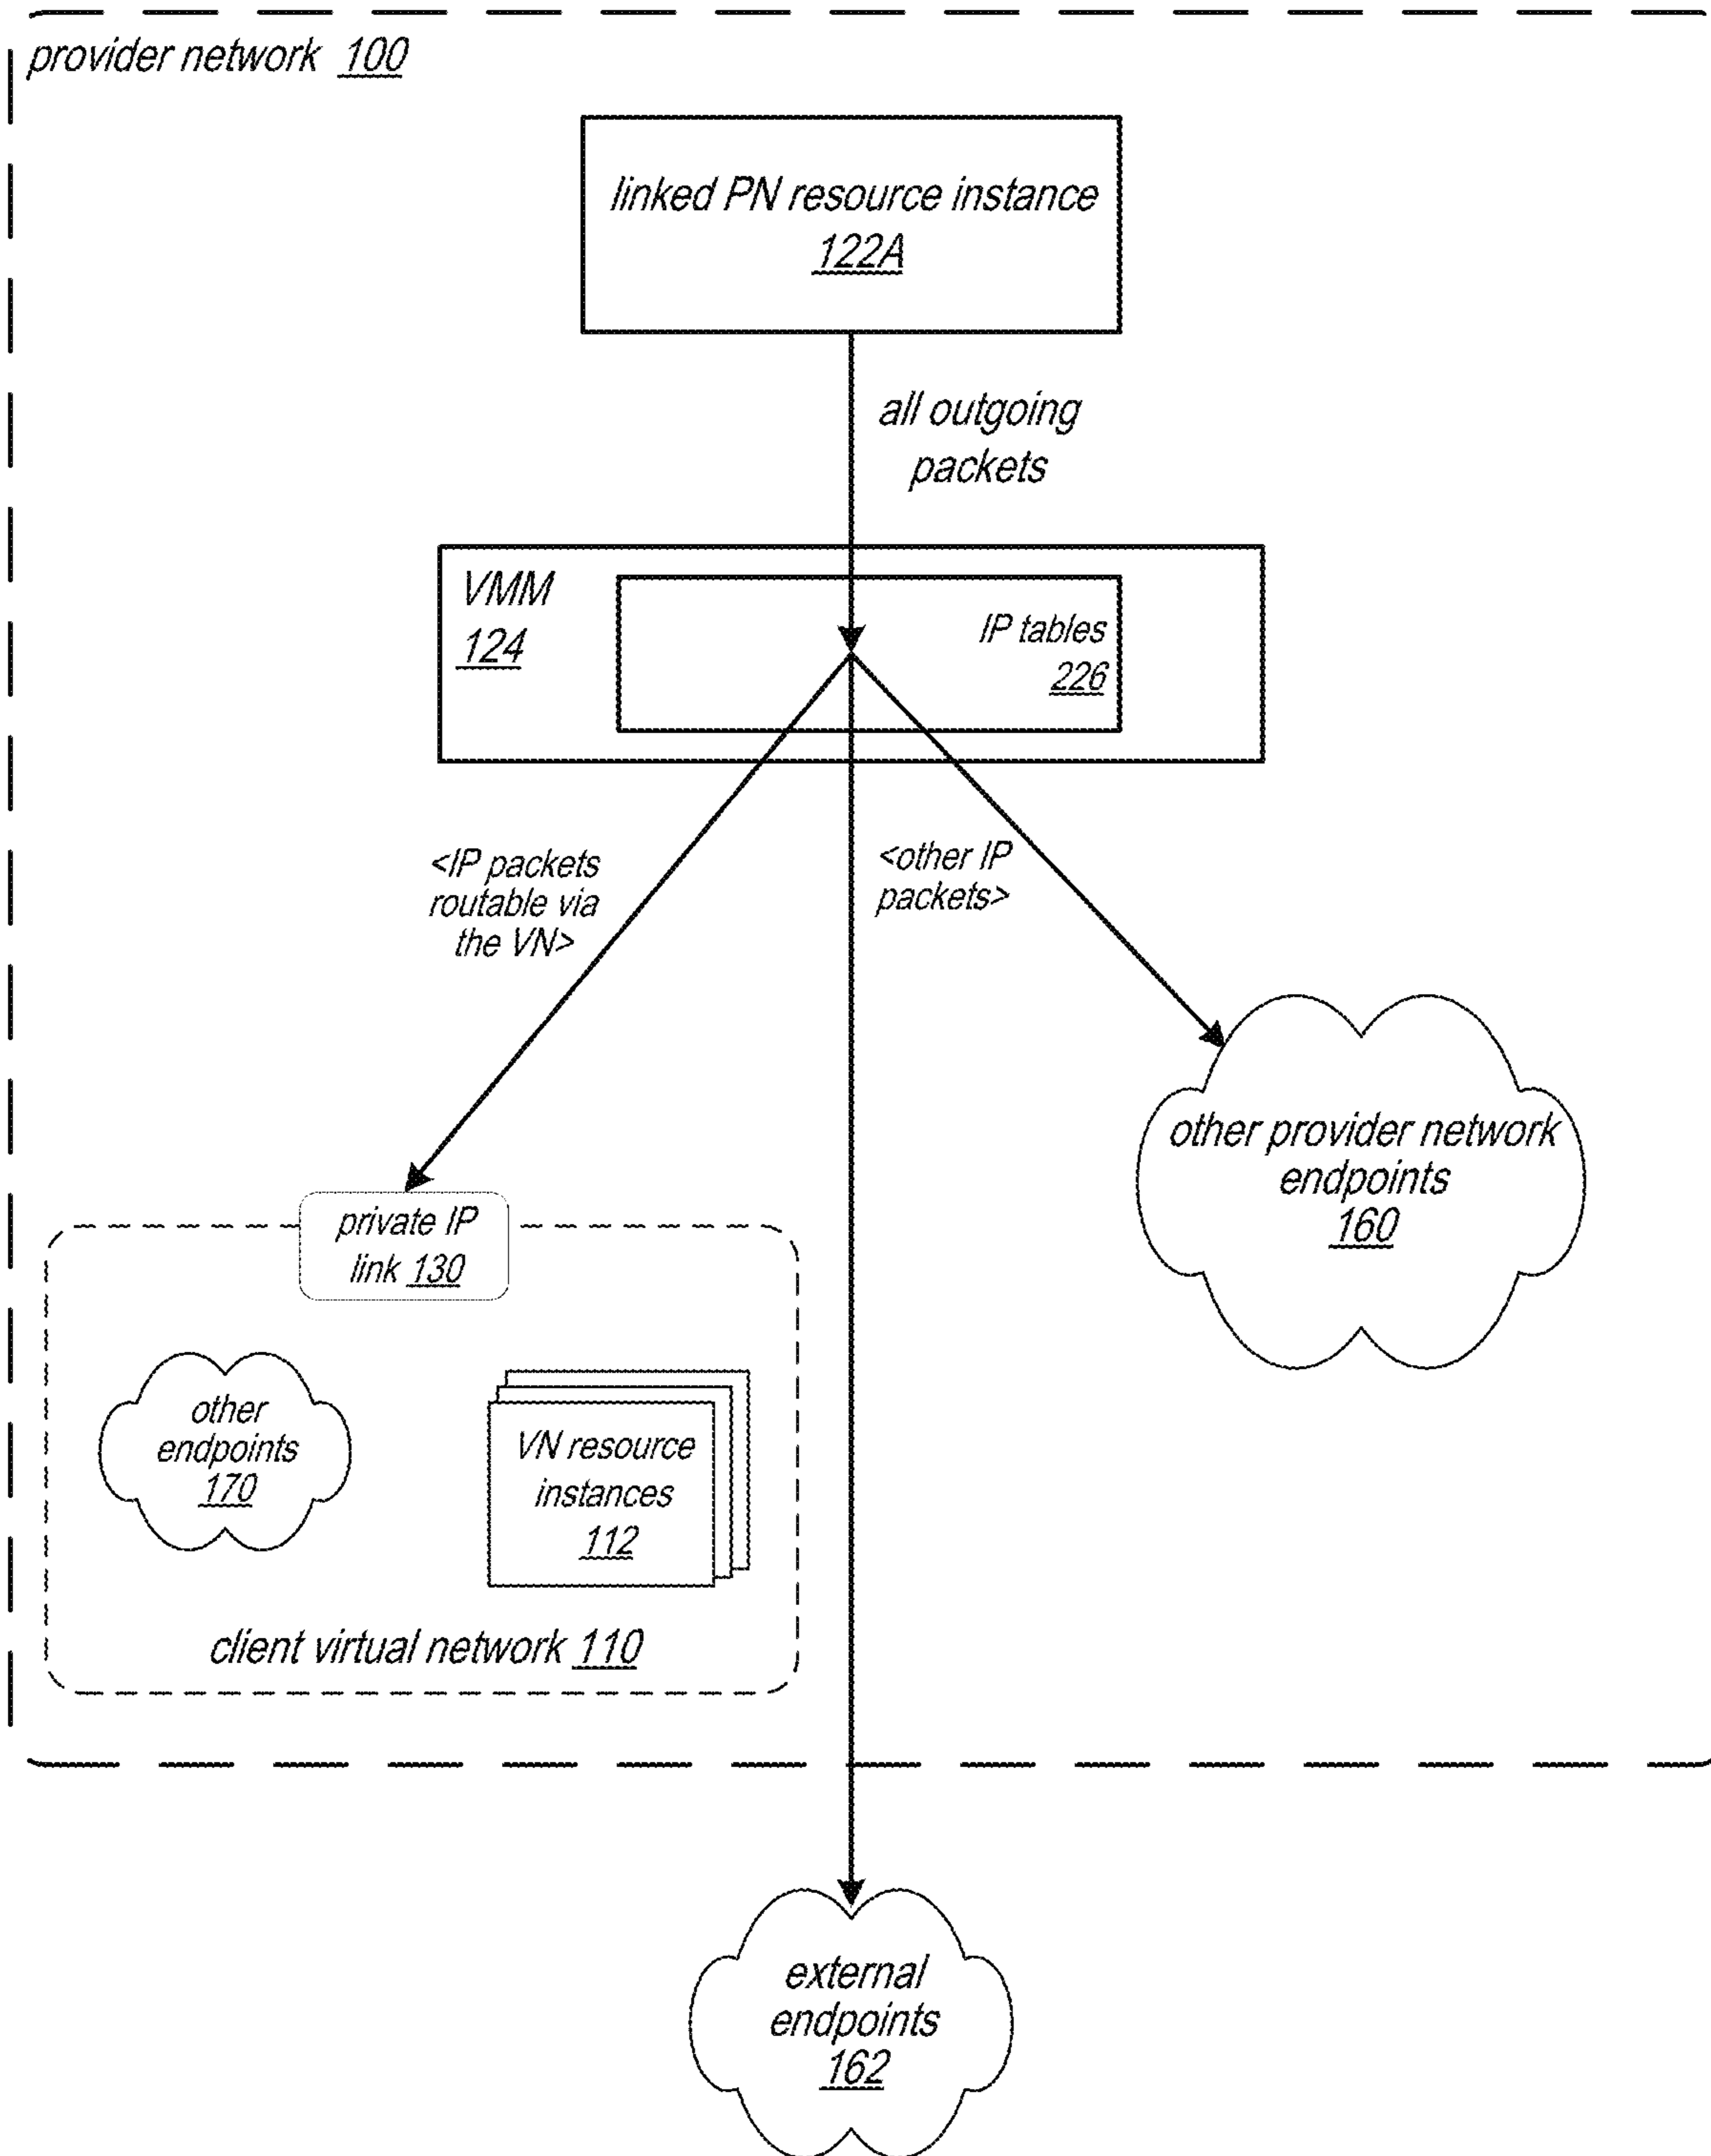 provider network 100
linked PN resource instance
122A
all outgoing
packets
VMM
124
IP tables
226
<IP packets
routable via
the VN>
<other IP
packets>
other provider network
endpoints
160
private IP
link 130
other
endpoints
170
VN resource
instances
112
client virtual network 110
external
endpoints
162